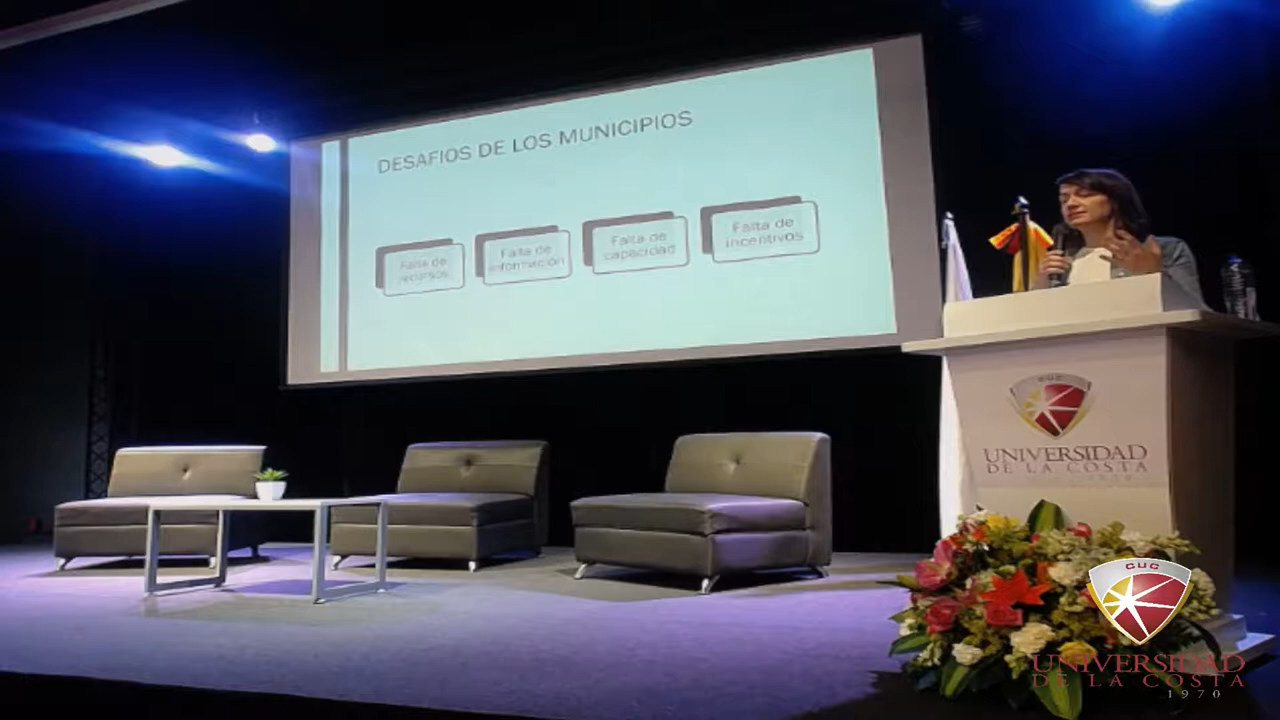 DESAFIOS DE LOS MUNICIPIOS
Falta de
recursos
Falta de
información
Falta de
capacidad
Falta de
incentivos
CUC
UNIVERSIDAD
DE LA COSTA
CUC
UNIVERSIDAD
DE LA COSTA
1970